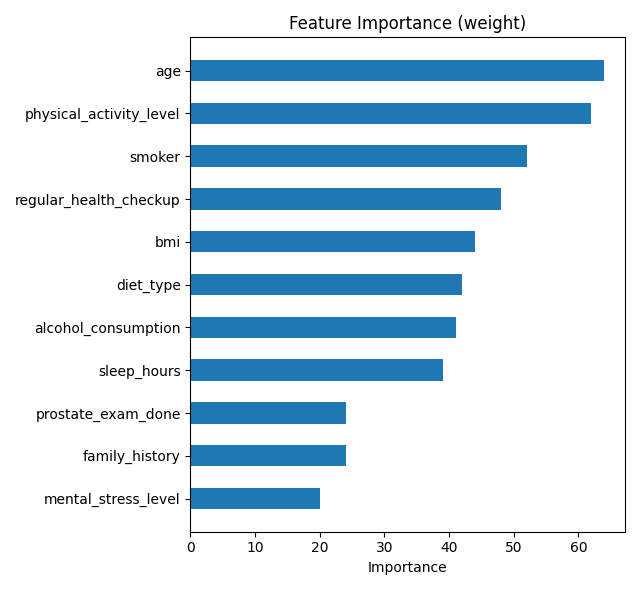 Feature Importance (weight)
age
physical_activity_level
smoker
regular_health_checkup
bmi
diet_type
alcohol_consumption
sleep_hours
prostate_exam_done
family_history
mental_stress_level
0 10 20 30 40 50 60
Importance